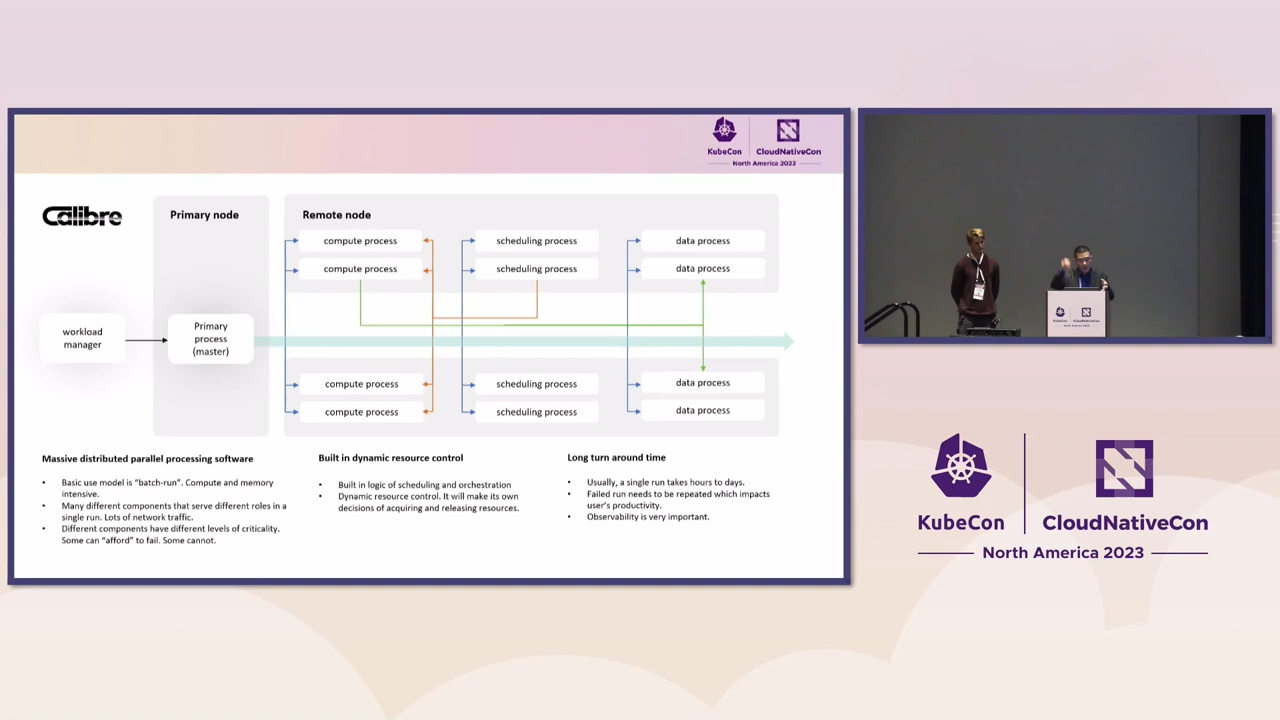 KubeCon
CloudNativeCon
North America 2023
Calibre
Primary node
Remote node
compute process
scheduling process
data process
compute process
scheduling process
data process
workload
manager
Primary
process
(master)
compute process
scheduling process
data process
compute process
scheduling process
data process
Massive distributed parallel processing software
• Basic use model is “batch-run”. Compute and memory
intensive.
• Many different components that serve different roles in a
single run. Lots of network traffic.
• Different components have different levels of criticality.
Some can “afford” to fail. Some cannot.
Built in dynamic resource control
• Built in logic of scheduling and orchestration
• Dynamic resource control. It will make its own
decisions of acquiring and releasing resources.
Long turn around time
• Usually, a single run takes hours to days.
• Failed run needs to be repeated which impacts
user's productivity.
• Observability is very important.
KubeCon
CloudNativeCon
North America 2023
KubeCon
CloudNativeCon
North America 2023